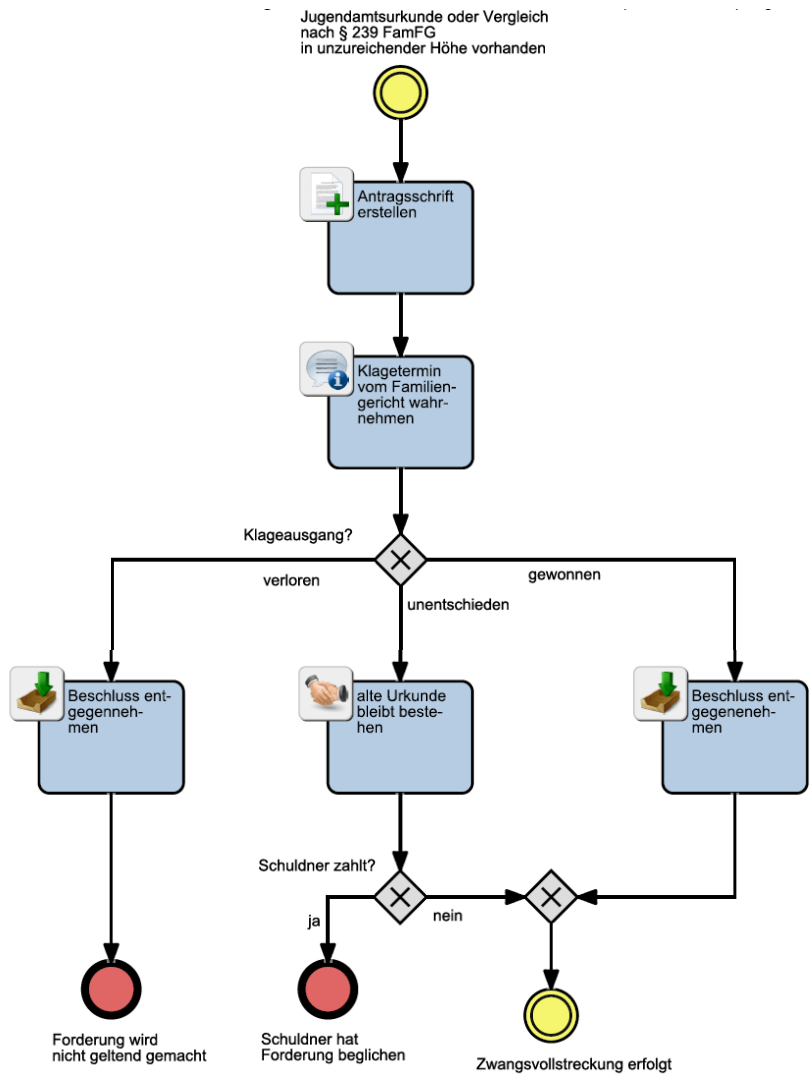 Jugendamtsurkunde oder Vergleich
nach § 239 FamFG
in unzureichender Höhe vorhanden
Antragsschrift
erstellen
Klagetermin
vom Familien-
gericht wahr-
nehmen
Klageausgang?
verloren
gewonnen
unentschieden
Beschluss ent-
gegenneh-
men
alte Urkunde
bleibt beste-
hen
Beschluss ent-
gegenenehm-
men
Schuldner zahlt?
ja
nein
Forderung wird
nicht geltend gemacht
Schuldner hat
Forderung beglichen
Zwangsvollstreckung erfolgt